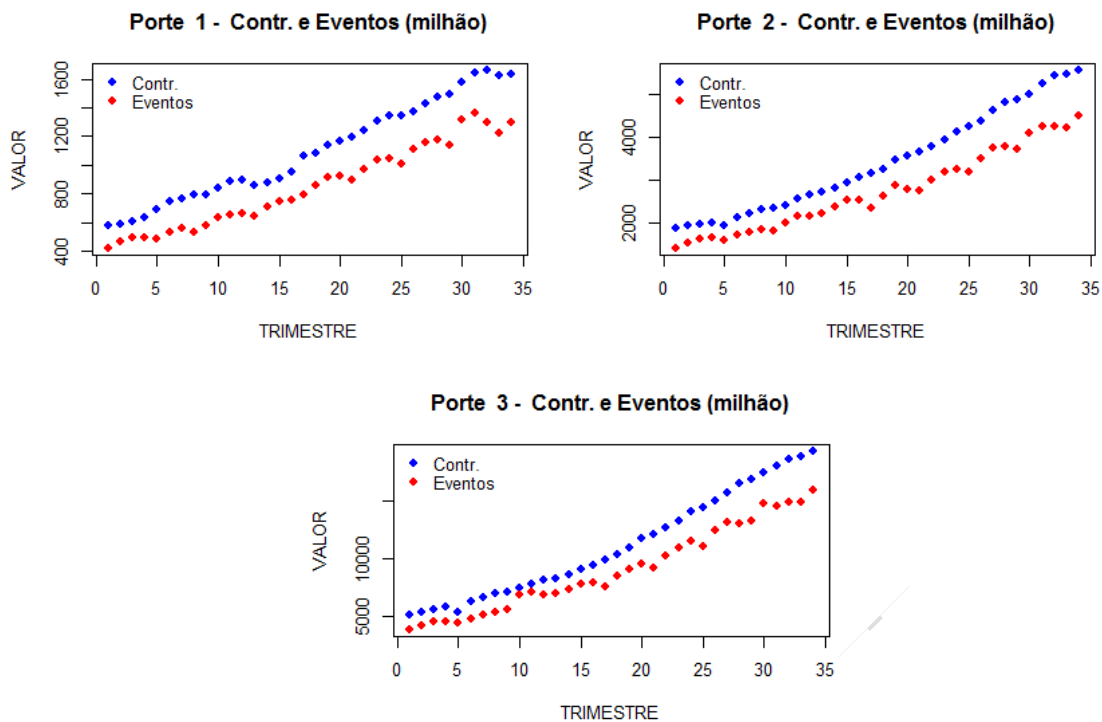 Porte 1 - Contr. e Eventos (milhão)
VALOR
400 800 1200 1600
Contr.
Eventos
0 5 10 15 20 25 30 35
TRIMESTRE
Porte 2 - Contr. e Eventos (milhão)
VALOR
2000 4000
Contr.
Eventos
0 5 10 15 20 25 30 35
TRIMESTRE
Porte 3 - Contr. e Eventos (milhão)
VALOR
5000 10000
Contr.
Eventos
0 5 10 15 20 25 30 35
TRIMESTRE